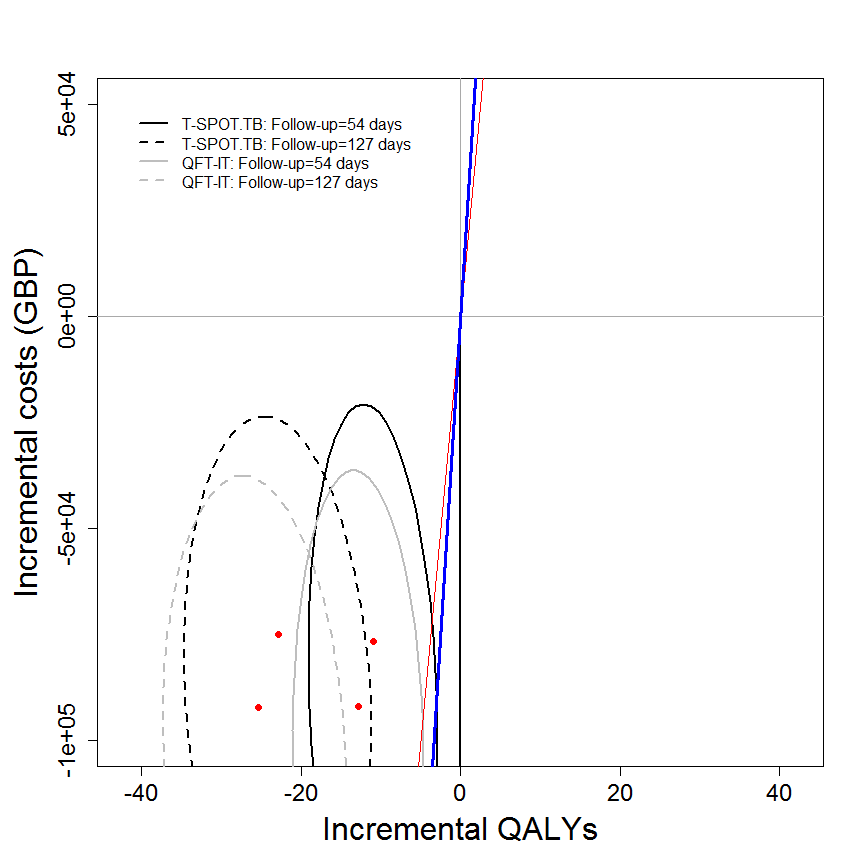 5e+04
0e+00
-5e+04
-1e+05
Incremental costs (GBP)
T-SPOT.TB: Follow-up=54 days
T-SPOT.TB: Follow-up=127 days
QFT-IT: Follow-up=54 days
QFT-IT: Follow-up=127 days
-40
-20
0
20
40
Incremental QALYs